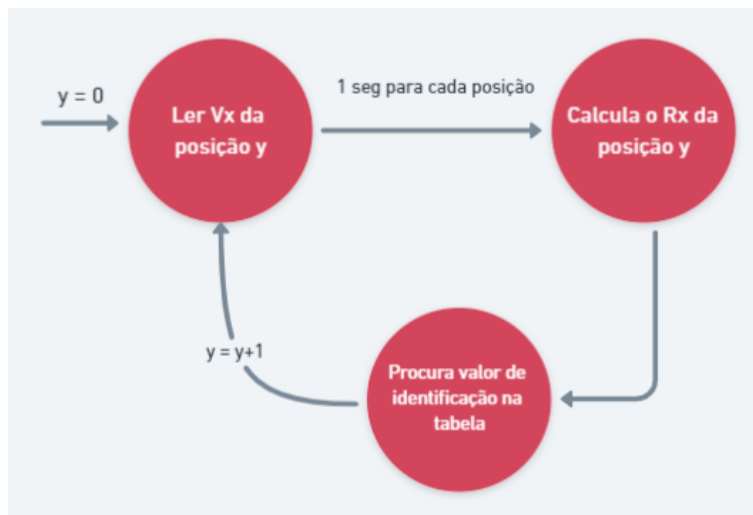 y = 0
Ler Vx da
posição y
1 seg para cada posição
Calcula o Rx da
posição y
Procura valor de
identificação na
tabela
y = y+1